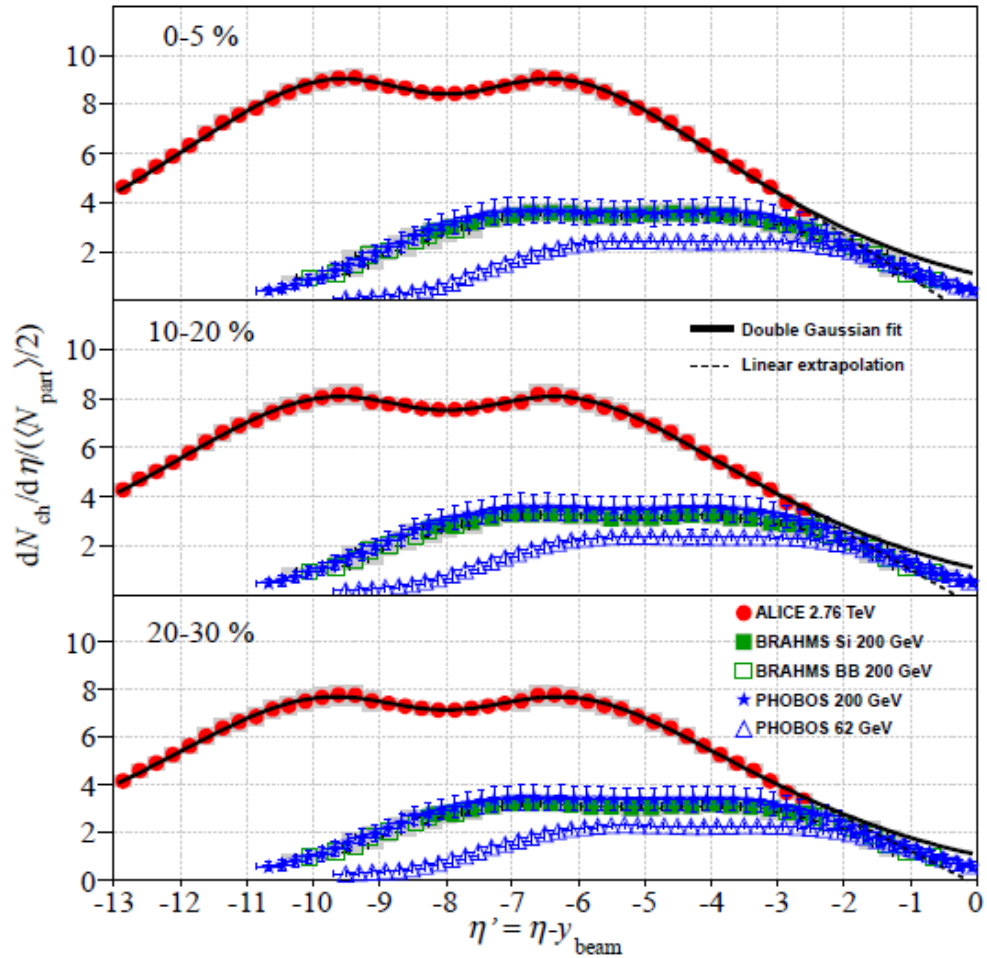 0-5 %
10
8
6
4
2
10-20 %
Double Gaussian fit
Linear extrapolation
10
8
6
4
2
dN_ch/dη/(⟨N_part⟩/2)
20-30 %
ALICE 2.76 TeV
BRAHMS Si 200 GeV
BRAHMS BB 200 GeV
PHOBOS 200 GeV
PHOBOS 62 GeV
10
8
6
4
2
0
-13 -12 -11 -10 -9 -8 -7 -6 -5 -4 -3 -2 -1 0
η' = η-y_beam